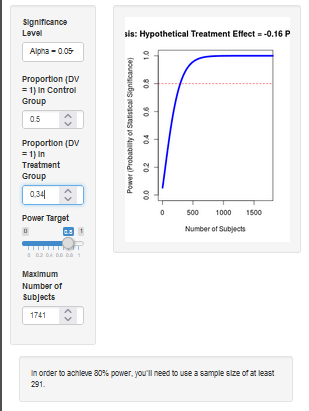 Significance
Level
Alpha = 0.05
Proportion (DV
= 1) in Control
Group
0.5
Proportion (DV
= 1) in
Treatment
Group
0.34
Power Target
0 0.8 1
0 0.2 0.4 0.6 0.8 1
Maximum
Number of
Subjects
1741
sis: Hypothetical Treatment Effect = -0.16 P
Power (Probability of Statistical Significance)
1.0
0.8
0.6
0.4
0.2
0.0
0 500 1000 1500
Number of Subjects
In order to achieve 80% power, you'll need to use a sample size of at least
291.